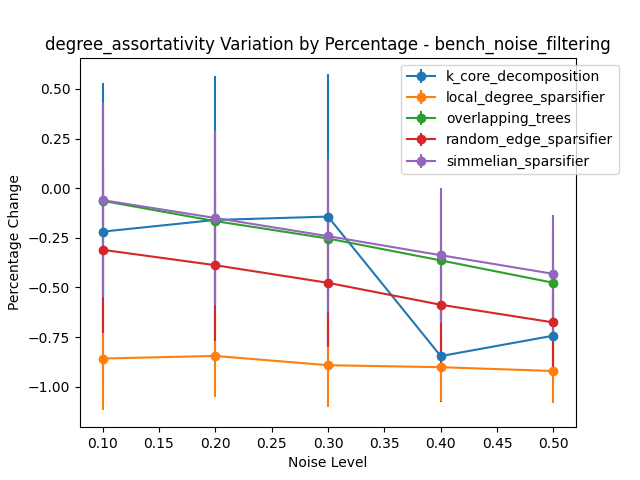 degree_assortativity Variation by Percentage - bench_noise_filtering
k_core_decomposition
local_degree_sparsifier
overlapping_trees
random_edge_sparsifier
simmelian_sparsifier
Percentage Change
0.50
0.25
0.00
−0.25
−0.50
−0.75
−1.00
0.10 0.15 0.20 0.25 0.30 0.35 0.40 0.45 0.50
Noise Level